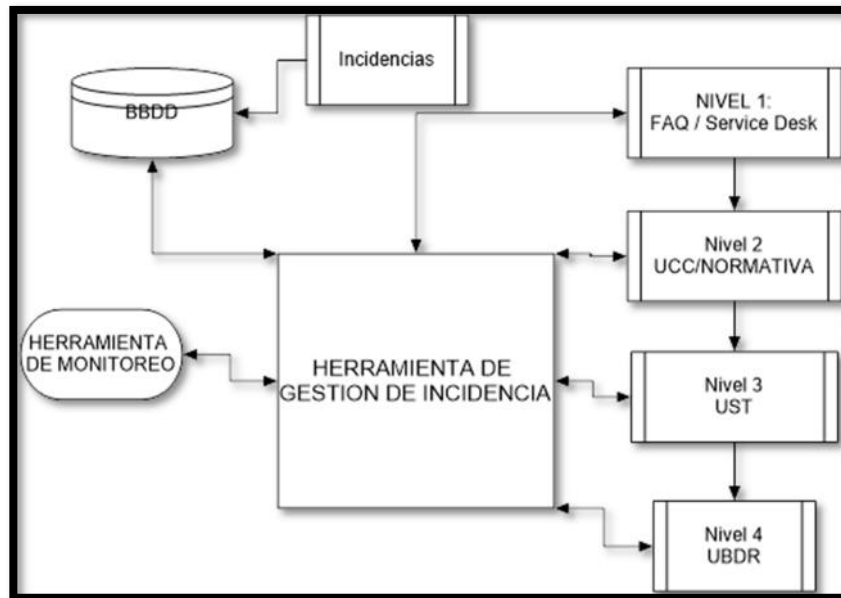 Incidencias
BBDD
NIVEL 1:
FAQ / Service Desk
Nivel 2
UCC/NORMATIVA
HERRAMIENTA
DE MONITOREO
HERRAMIENTA DE
GESTION DE INCIDENCIA
Nivel 3
UST
Nivel 4
UBDR